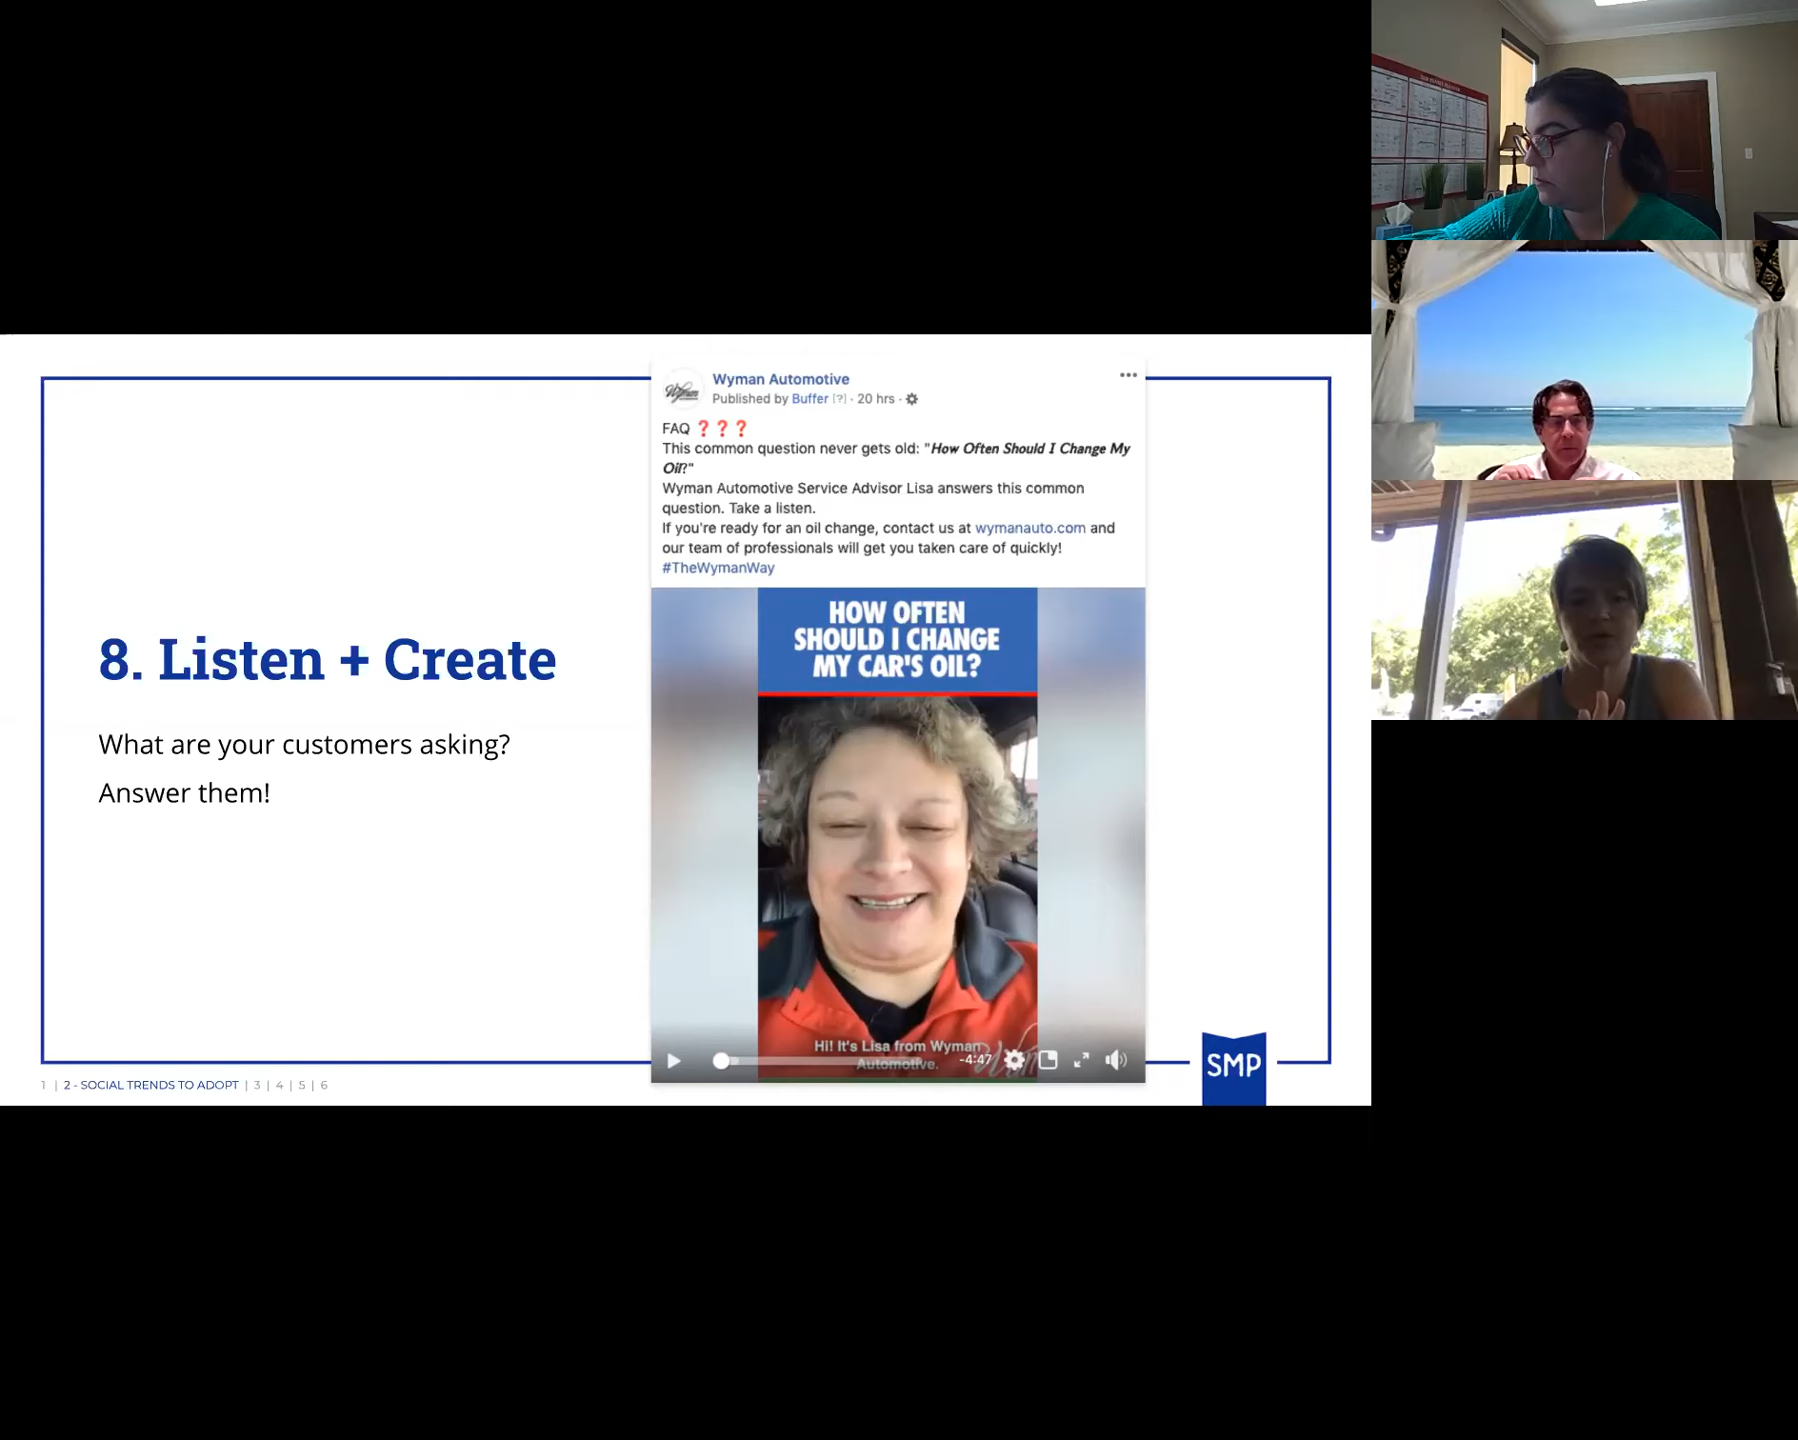 8. Listen + Create
What are your customers asking?
Answer them!
Wyman Automotive
Published by Buffer [?] · 20 hrs ·
FAQ ❓❓❓
This common question never gets old: "How Often Should I Change My
Oil?"
Wyman Automotive Service Advisor Lisa answers this common
question. Take a listen.
If you're ready for an oil change, contact us at wymanauto.com and
our team of professionals will get you taken care of quickly!
#TheWymanWay
HOW OFTEN
SHOULD I CHANGE
MY CAR'S OIL?
Hi! It's Lisa from Wyman
Automotive.
-4:47
SMP
1 | 2 - SOCIAL TRENDS TO ADOPT | 3 | 4 | 5 | 6